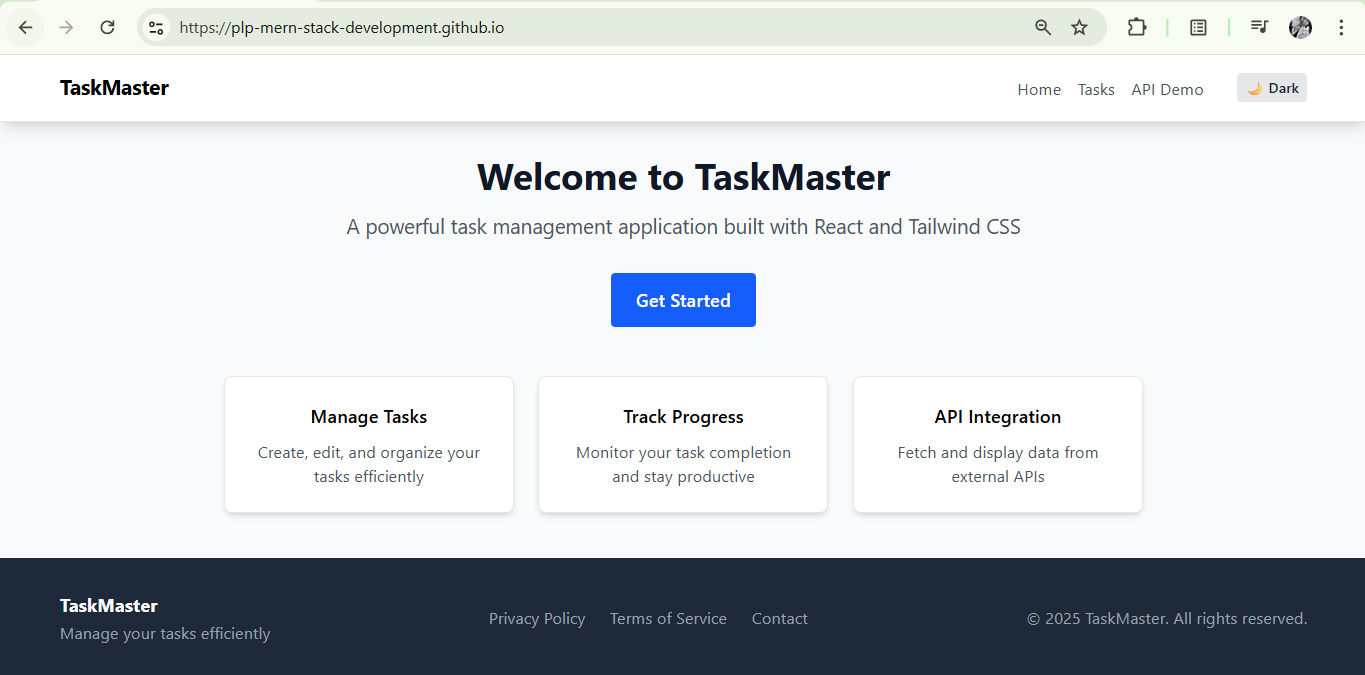 https://plp-mern-stack-development.github.io
TaskMaster
Home Tasks API Demo 🌙 Dark
Welcome to TaskMaster
A powerful task management application built with React and Tailwind CSS
Get Started
Manage Tasks
Create, edit, and organize your
tasks efficiently
Track Progress
Monitor your task completion
and stay productive
API Integration
Fetch and display data from
external APIs
TaskMaster
Manage your tasks efficiently
Privacy Policy Terms of Service Contact
© 2025 TaskMaster. All rights reserved.